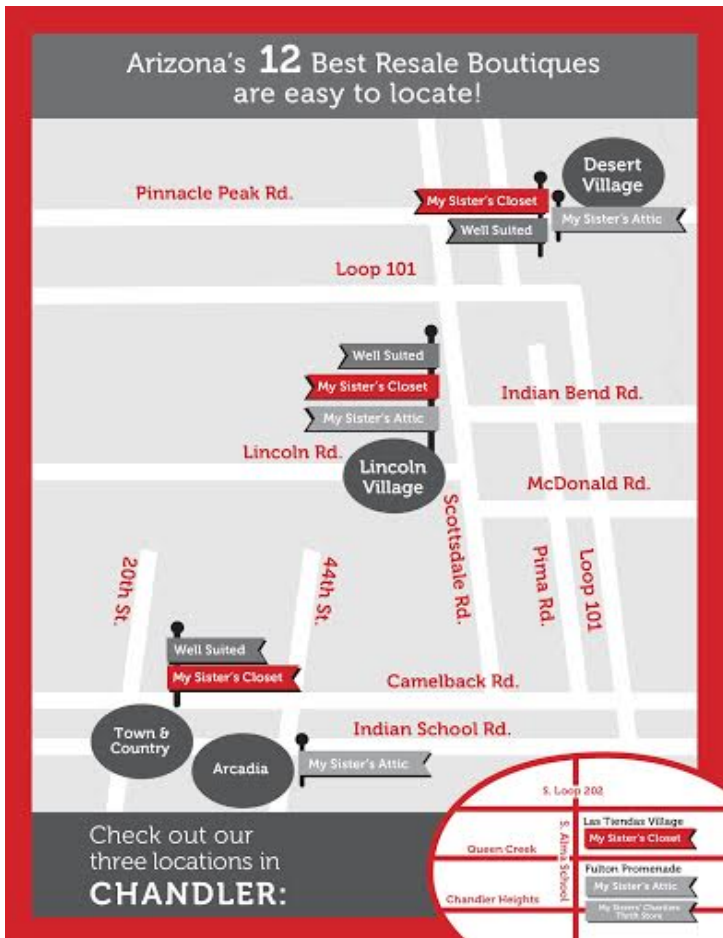 Arizona's 12 Best Resale Boutiques
are easy to locate!
Desert
Village
Pinnacle Peak Rd.
My Sister's Closet
My Sister's Attic
Well Suited
Loop 101
Well Suited
My Sister's Closet
Indian Bend Rd.
My Sister's Attic
Lincoln Rd.
Lincoln
Village
McDonald Rd.
Scottsdale Rd.
Pima Rd.
Loop 101
20th St.
44th St.
Well Suited
My Sister's Closet
Camelback Rd.
Town &
Country
Indian School Rd.
Arcadia
My Sister's Attic
Check out our
three locations in
CHANDLER:
S. Loop 202
S. Alma School
Las Tiendas Village
My Sister's Closet
Queen Creek
Fulton Promenade
My Sister's Attic
Chandler Heights
My Sisters' Charities
Thrift Store